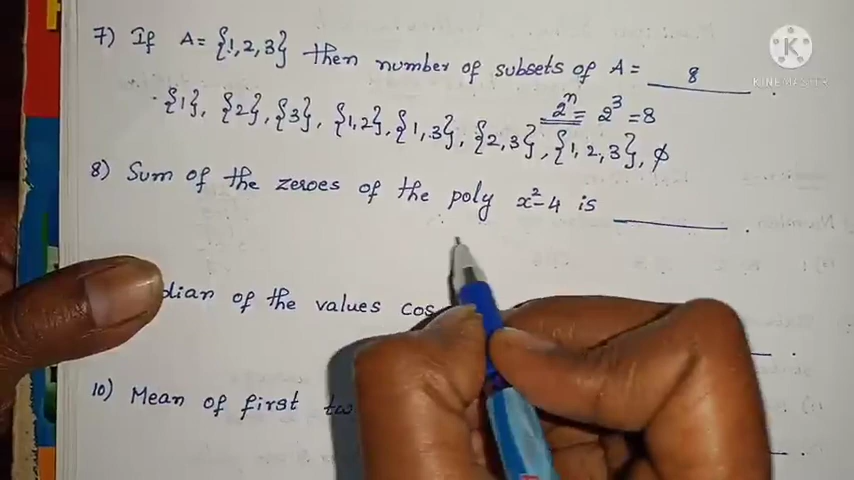 7) If A= {1,2,3} then number of subsets of A = 8.
2ⁿ = 2³ = 8
{1}, {2}, {3}, {1,2}, {1,3}, {2,3}, {1,2,3}, φ
8) Sum of the zeroes of the poly x²-4 is ____.
of the values cos
10) Mean of first
K
KINEMASTER